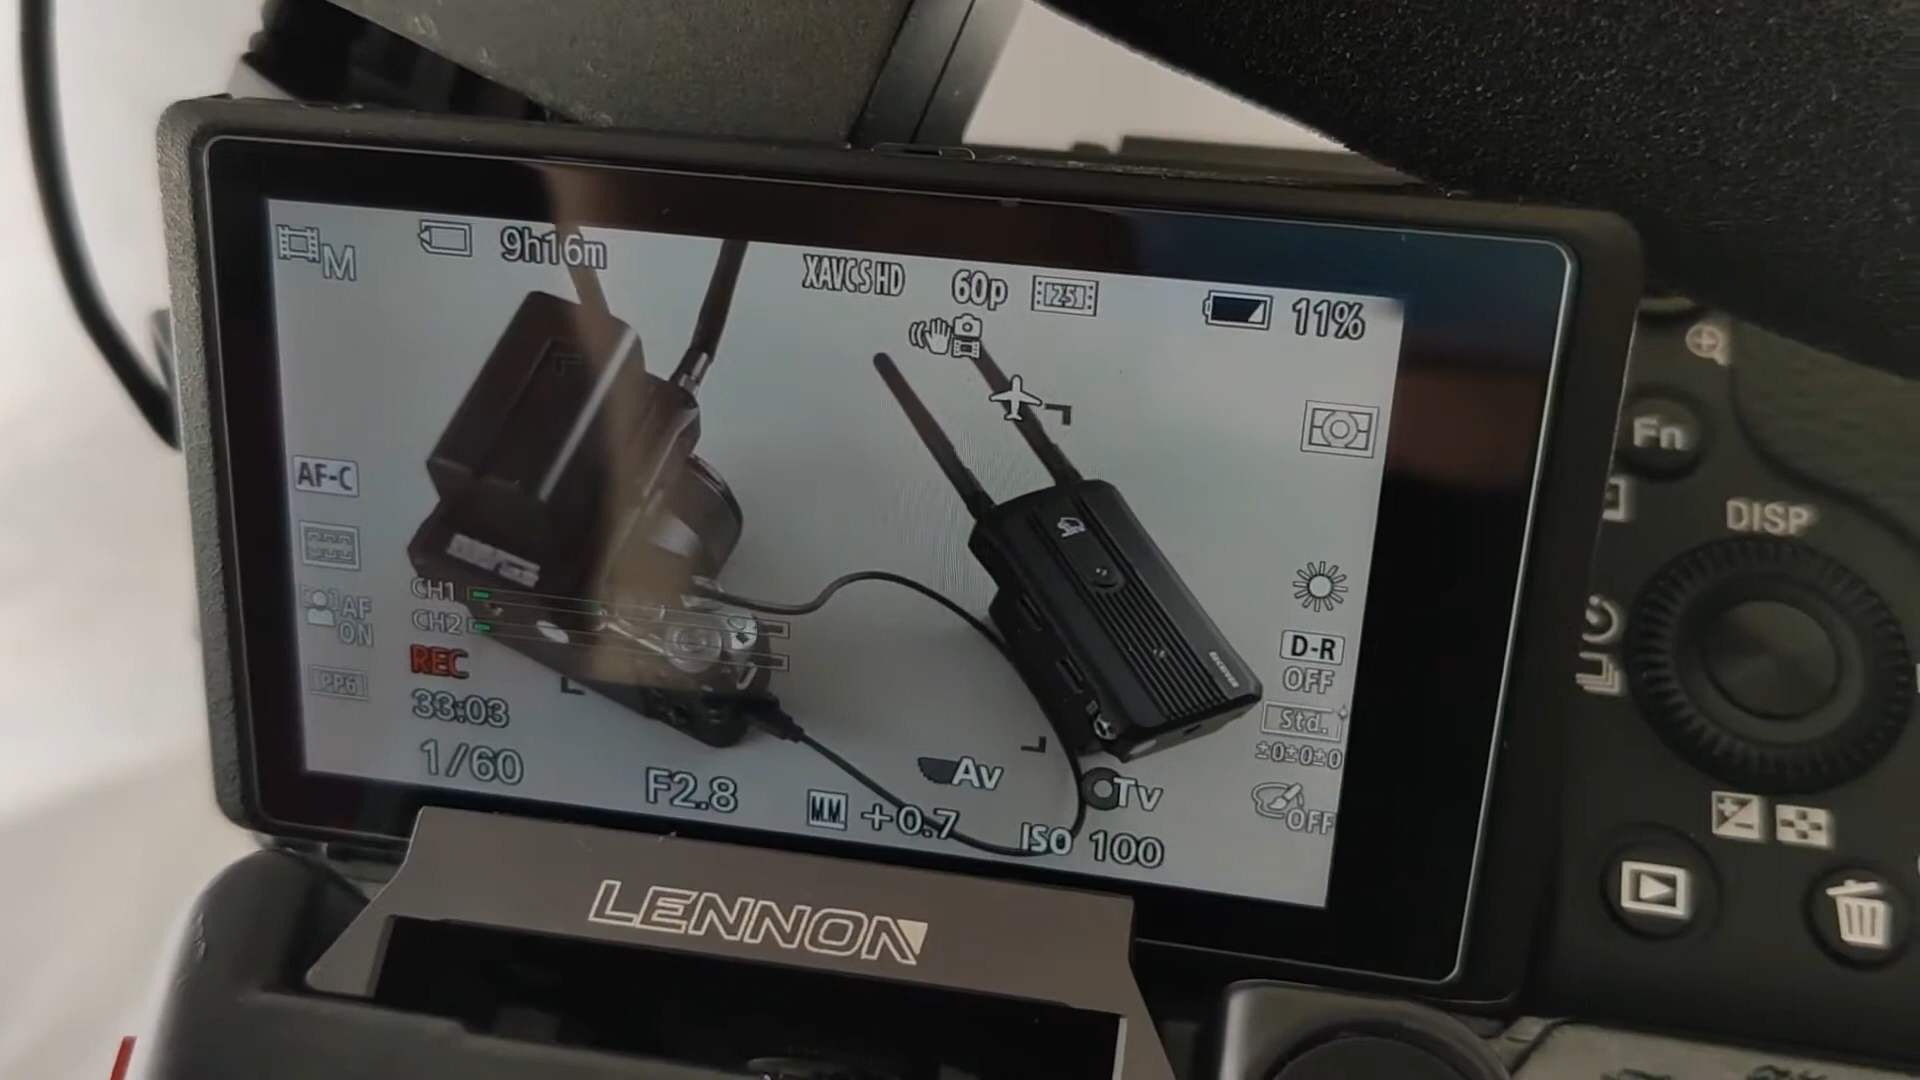 M 9h16m XAVC S HD 60p 25 11%
AF-C
AF
ON
PP6
CH1
CH2
REC
33:03
1/60 F2.8 M.M. +0.7 ISO 100
Av Tv
D-R
OFF
Std.
±0±0±0
OFF
LENNON
Fn
DISP